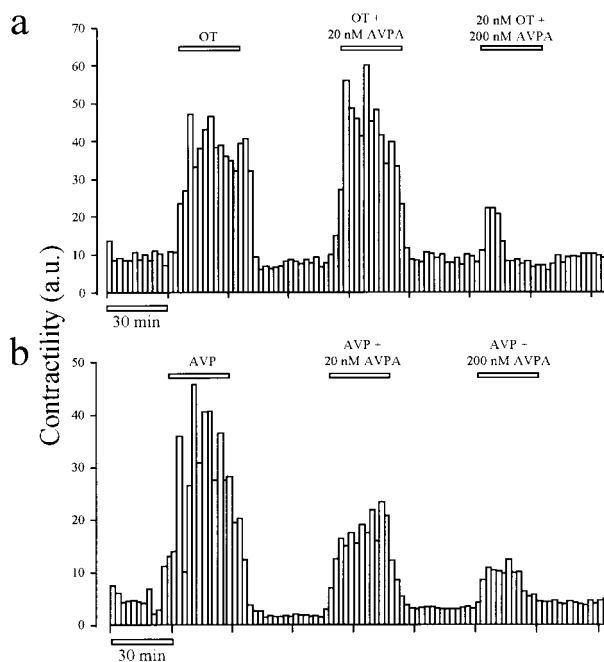 a
OT
OT +
20 nM AVPA
20 nM OT +
200 nM AVPA
70
60
50
40
30
20
10
0
30 min
Contractility (a.u.)
b
AVP
AVP +
20 nM AVPA
AVP +
200 nM AVPA
50
40
30
20
10
0
30 min